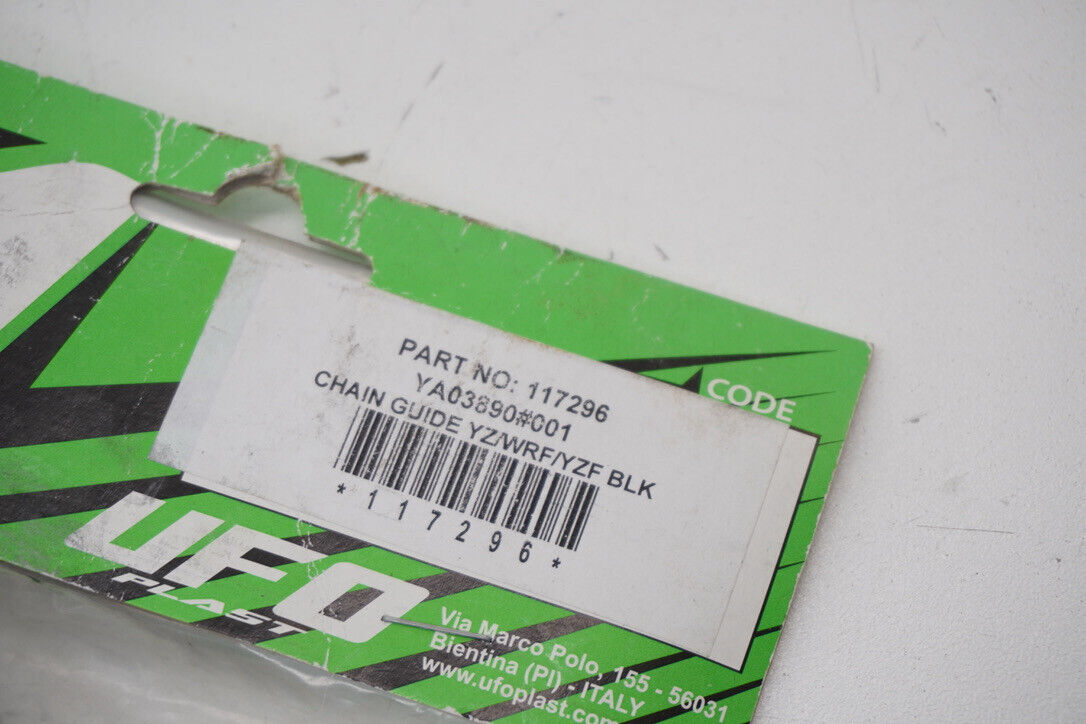 CODE
PART NO: 117296
YA03890#001
CHAIN GUIDE YZ/WRF/YZF BLK
*117296*
UFO
PLAST
Via Marco Polo, 155 - 56031
Bientina (PI) - ITALY
www.ufoplast.com